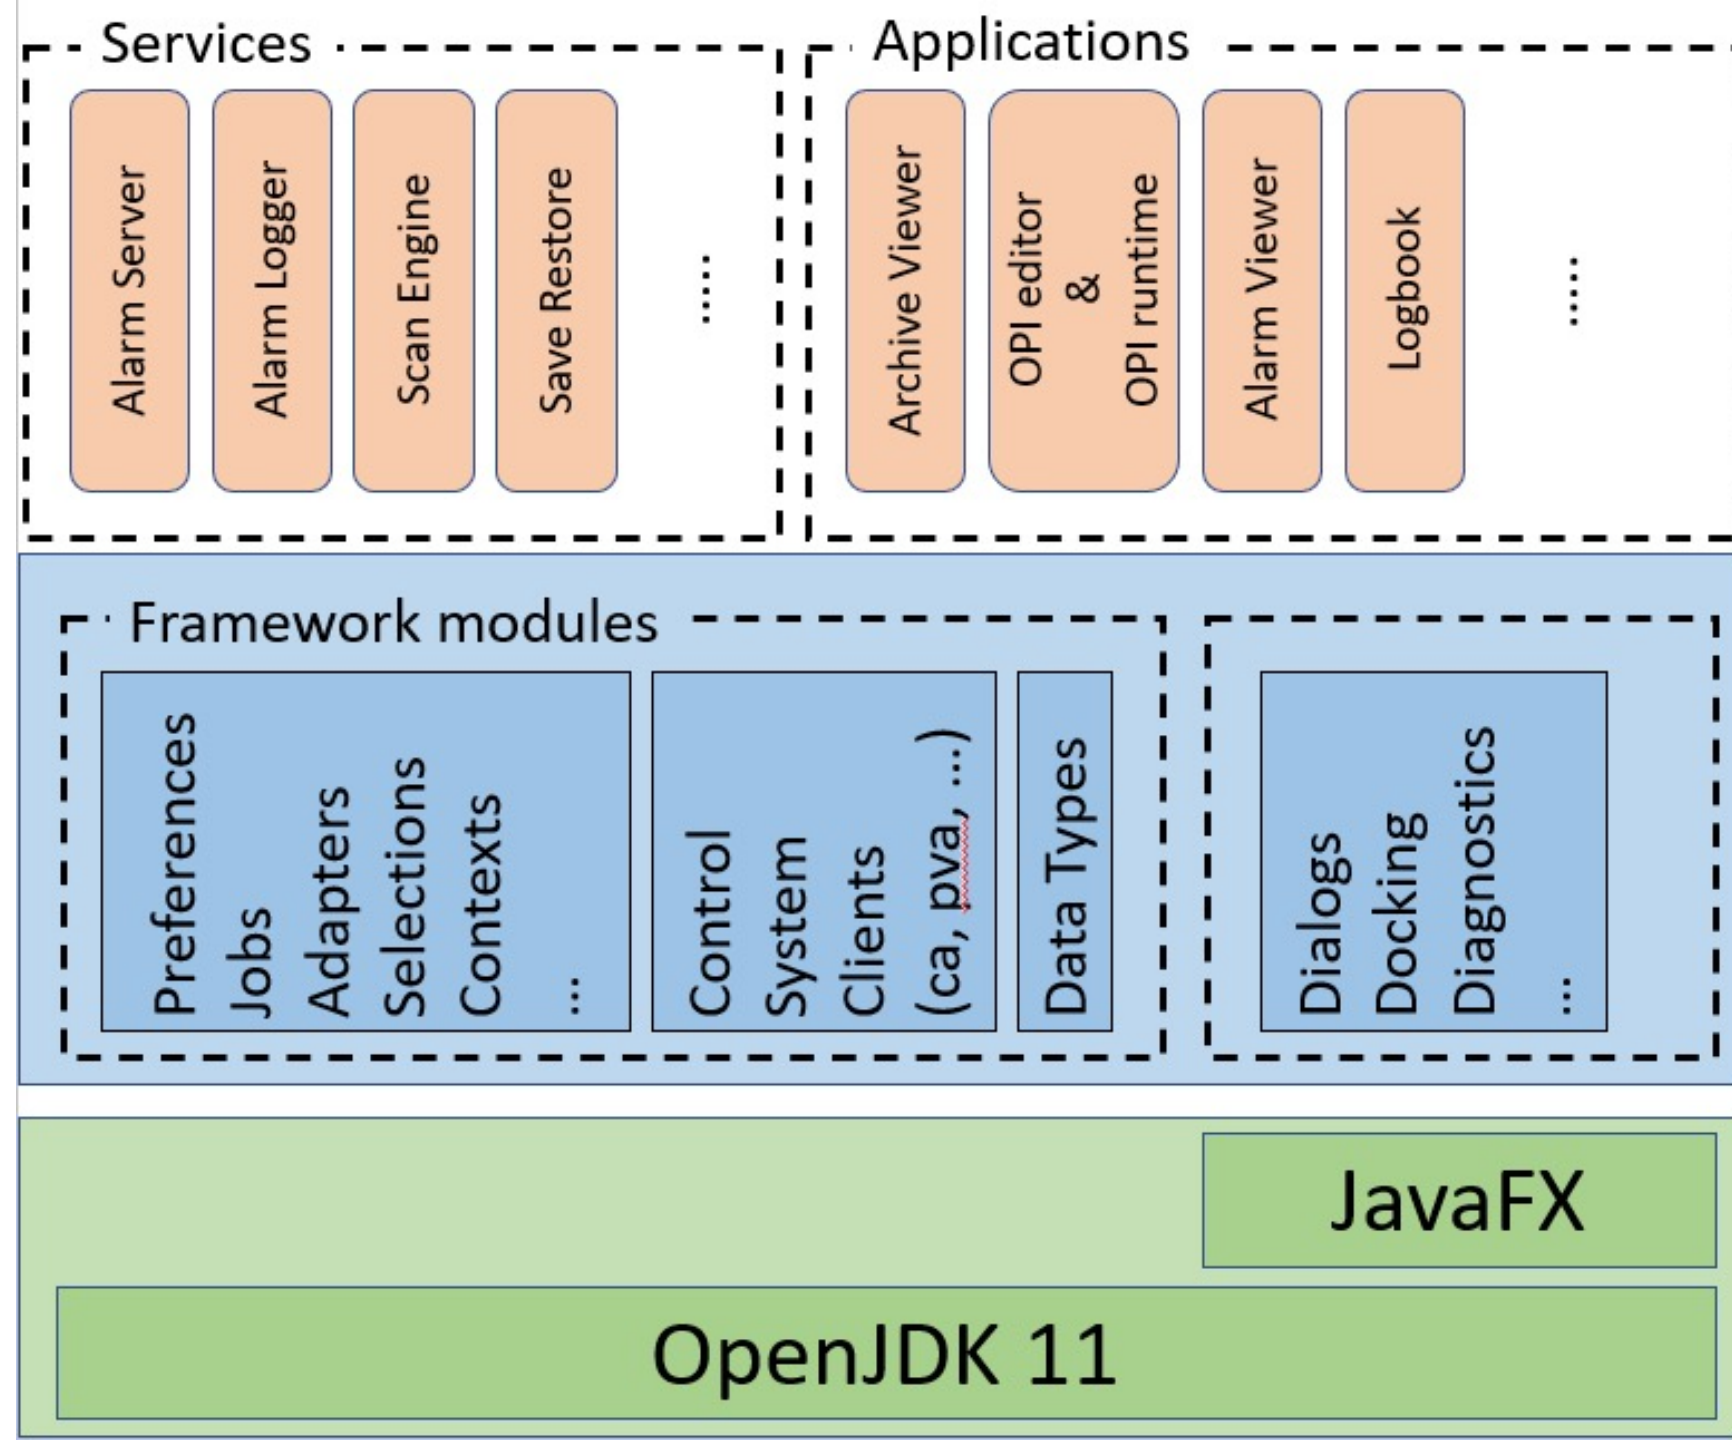 Services
Alarm Server
Alarm Logger
Scan Engine
Save Restore
.....
Applications
Archive Viewer
OPI editor
&
OPI runtime
Alarm Viewer
Logbook
.....
Framework modules
Preferences
Jobs
Adapters
Selections
Contexts
...
Control
System
Clients
(ca, pva, ...)
Data Types
Dialogs
Docking
Diagnostics
...
JavaFX
OpenJDK 11